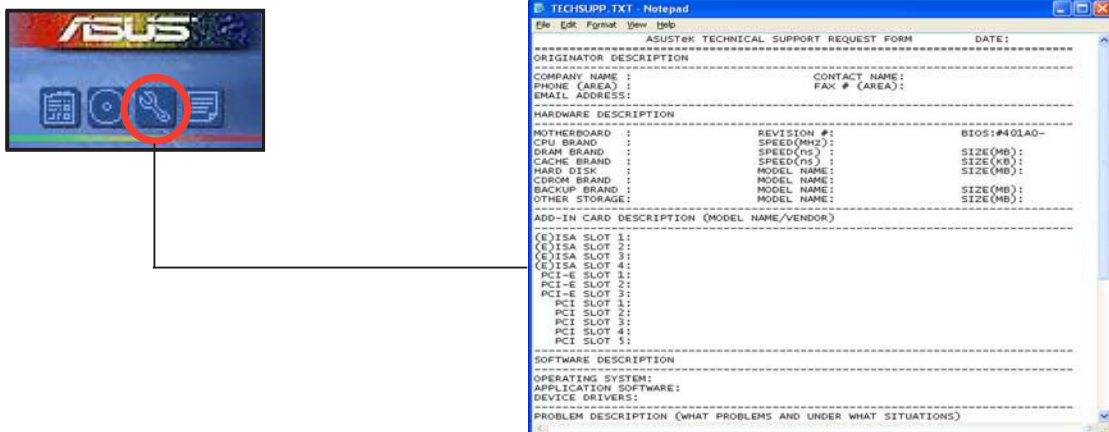 ASUS
TECHSUPP.TXT - Notepad
File Edit Format View Help
ASUSTeK TECHNICAL SUPPORT REQUEST FORM DATE:
ORIGINATOR DESCRIPTION
COMPANY NAME : CONTACT NAME:
PHONE (AREA) : FAX # (AREA):
EMAIL ADDRESS:
HARDWARE DESCRIPTION
MOTHERBOARD : REVISION #: BIOS:#401A0-
CPU BRAND : SPEED(MHZ):
DRAM BRAND : SPEED(ns) : SIZE(MB):
CACHE BRAND : SPEED(ns) : SIZE(KB):
HARD DISK : MODEL NAME: SIZE(MB):
CDROM BRAND : MODEL NAME:
BACKUP BRAND : MODEL NAME: SIZE(MB):
OTHER STORAGE: MODEL NAME: SIZE(MB):
ADD-IN CARD DESCRIPTION (MODEL NAME/VENDOR)
(E)ISA SLOT 1:
(E)ISA SLOT 2:
(E)ISA SLOT 3:
(E)ISA SLOT 4:
PCI-E SLOT 1:
PCI-E SLOT 2:
PCI-E SLOT 3:
PCI SLOT 1:
PCI SLOT 2:
PCI SLOT 3:
PCI SLOT 4:
PCI SLOT 5:
SOFTWARE DESCRIPTION
OPERATING SYSTEM:
APPLICATION SOFTWARE:
DEVICE DRIVERS:
PROBLEM DESCRIPTION (WHAT PROBLEMS AND UNDER WHAT SITUATIONS)